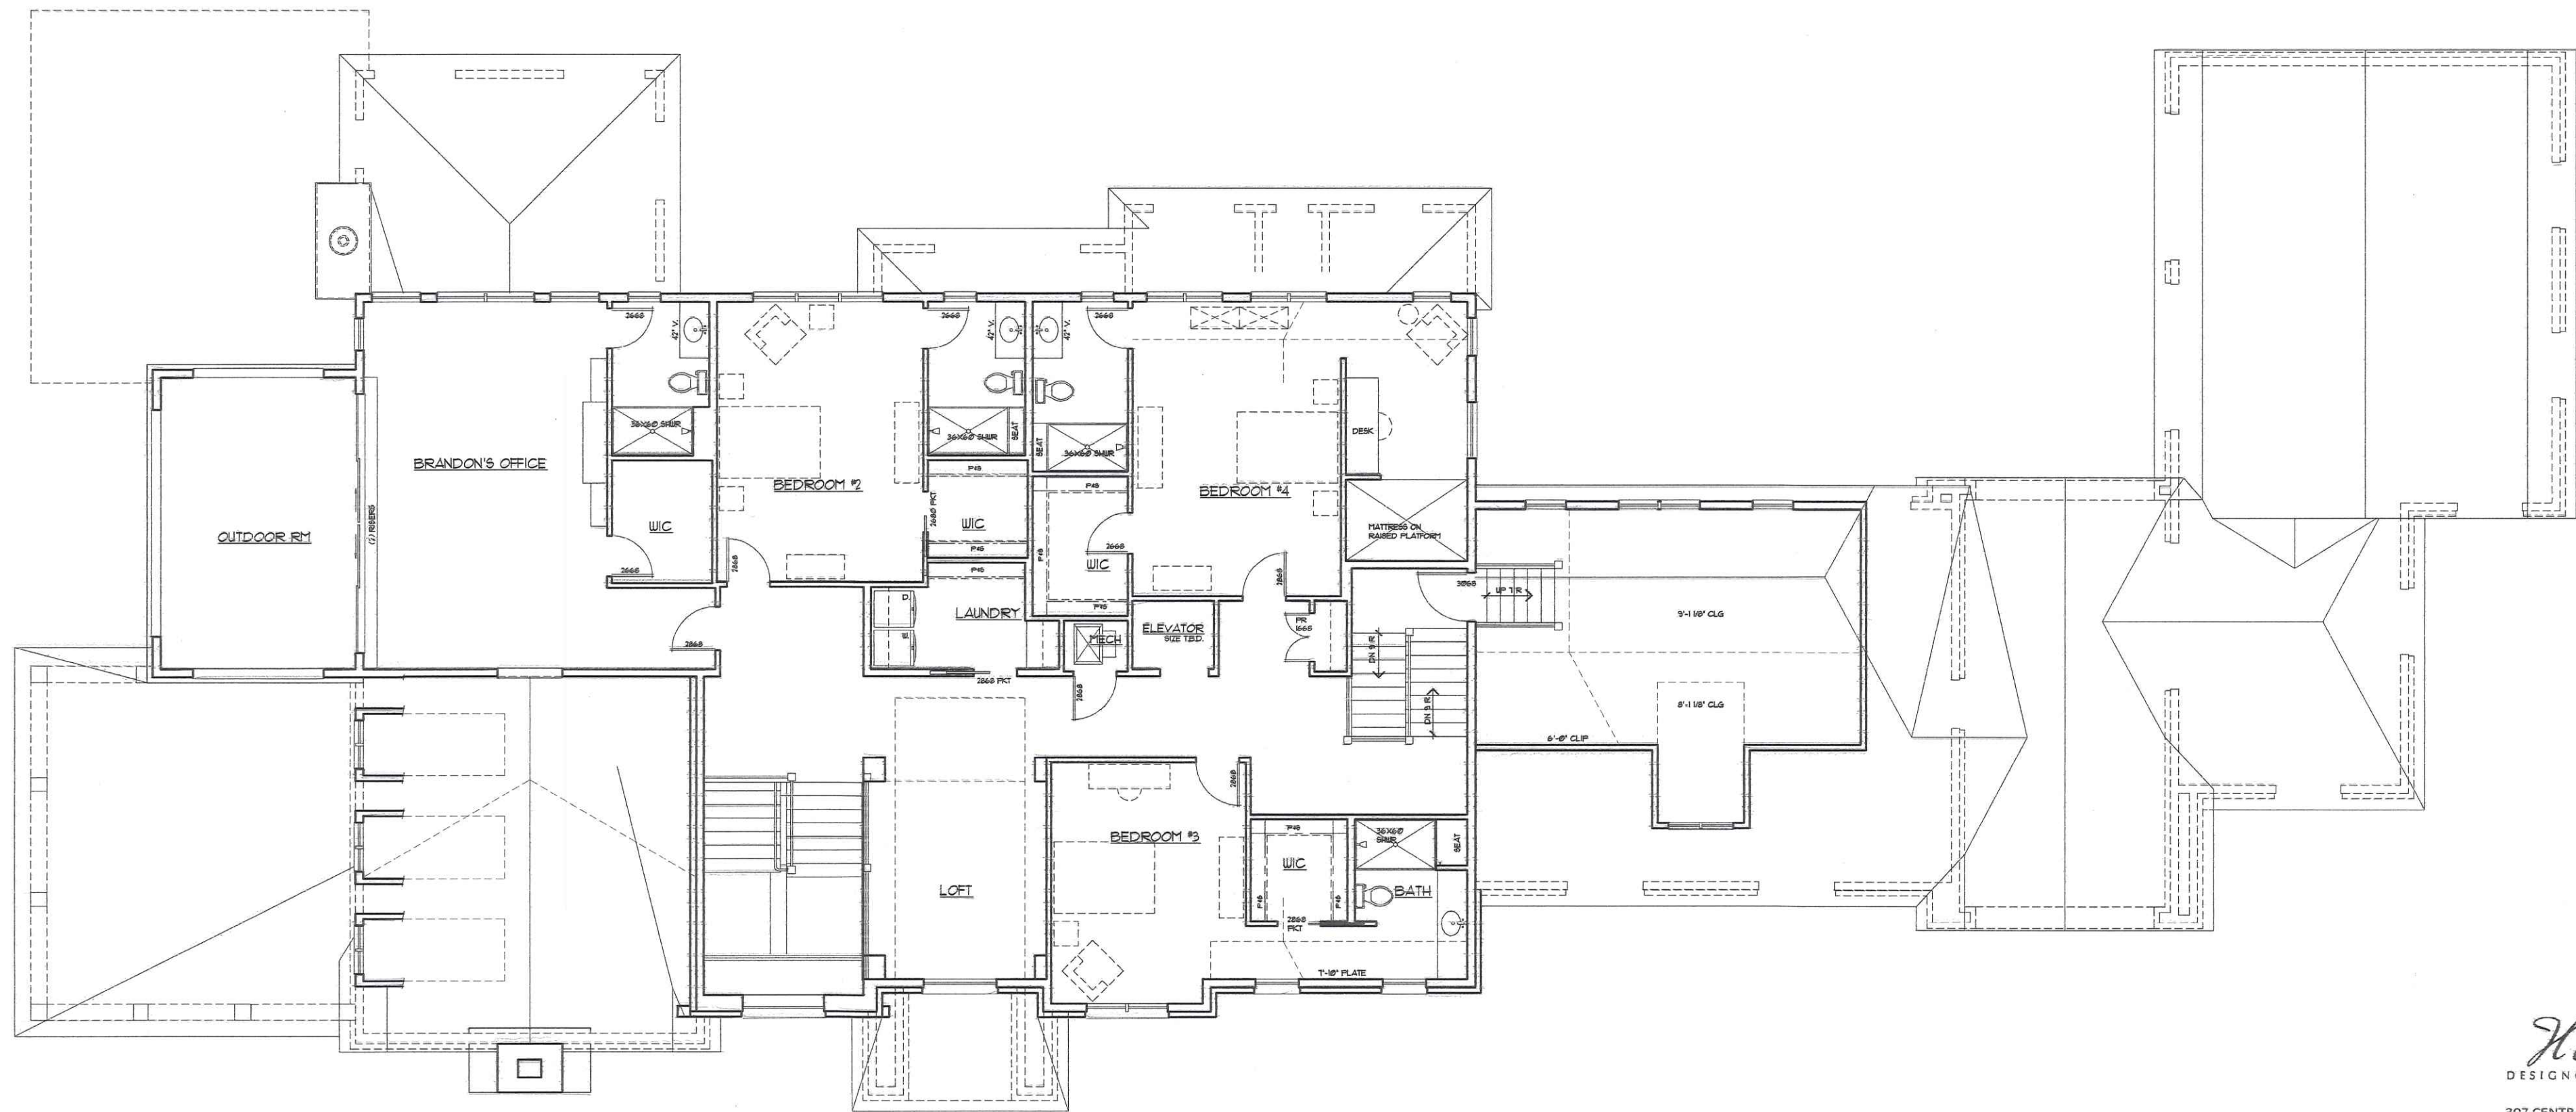 2668
42" V.
36X60 SHWR
BRANDON'S OFFICE
OUTDOOR RM
(2) RISERS
WIC
2668
2868
BEDROOM #2
2868
2668
42" V.
36X60 SHWR
SEAT
P+S
2680 PKT
WIC
P+S
P+S
D.
LAUNDRY
2868 PKT
42" V.
2668
SEAT
36X60 SHWR
P+S
P+S
2668
WIC
P+S
MECH
2868
ELEVATOR
SIZE T.B.D.
BEDROOM #4
2868
PR
1668
DESK
MATTRESS ON
RAISED PLATFORM
3068
UP 7 R
DN 9 R
DN 9 R
9'-1 1/8" CLG
8'-1 1/8" CLG
6'-0" CLIP
LOFT
BEDROOM #3
2868
P+S
WIC
P+S
P+S
2868
PKT
36X60
SHWR
SEAT
BATH
7'-10" PLATE
DESIGN